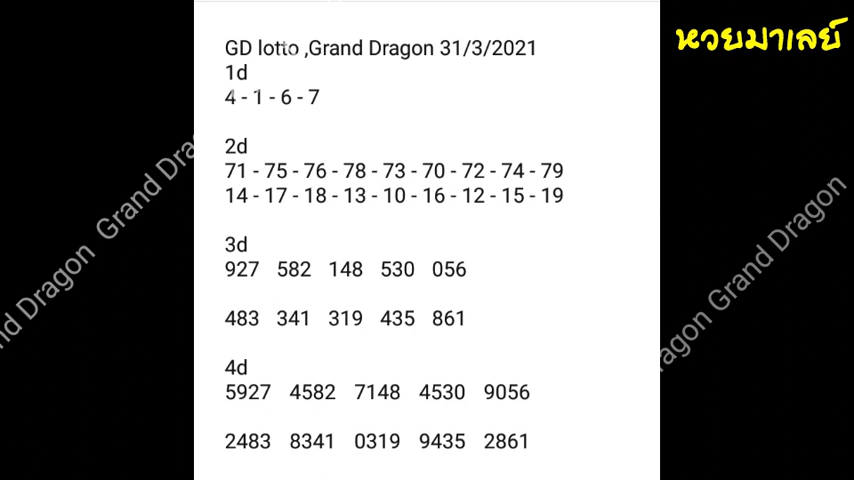 GD lotto ,Grand Dragon 31/3/2021
หวยมาเลย์
1d
4 - 1 - 6 - 7
2d
71 - 75 - 76 - 78 - 73 - 70 - 72 - 74 - 79
14 - 17 - 18 - 13 - 10 - 16 - 12 - 15 - 19
3d
927 582 148 530 056
483 341 319 435 861
4d
5927 4582 7148 4530 9056
2483 8341 0319 9435 2861
Grand Dragon
Grand Dragon